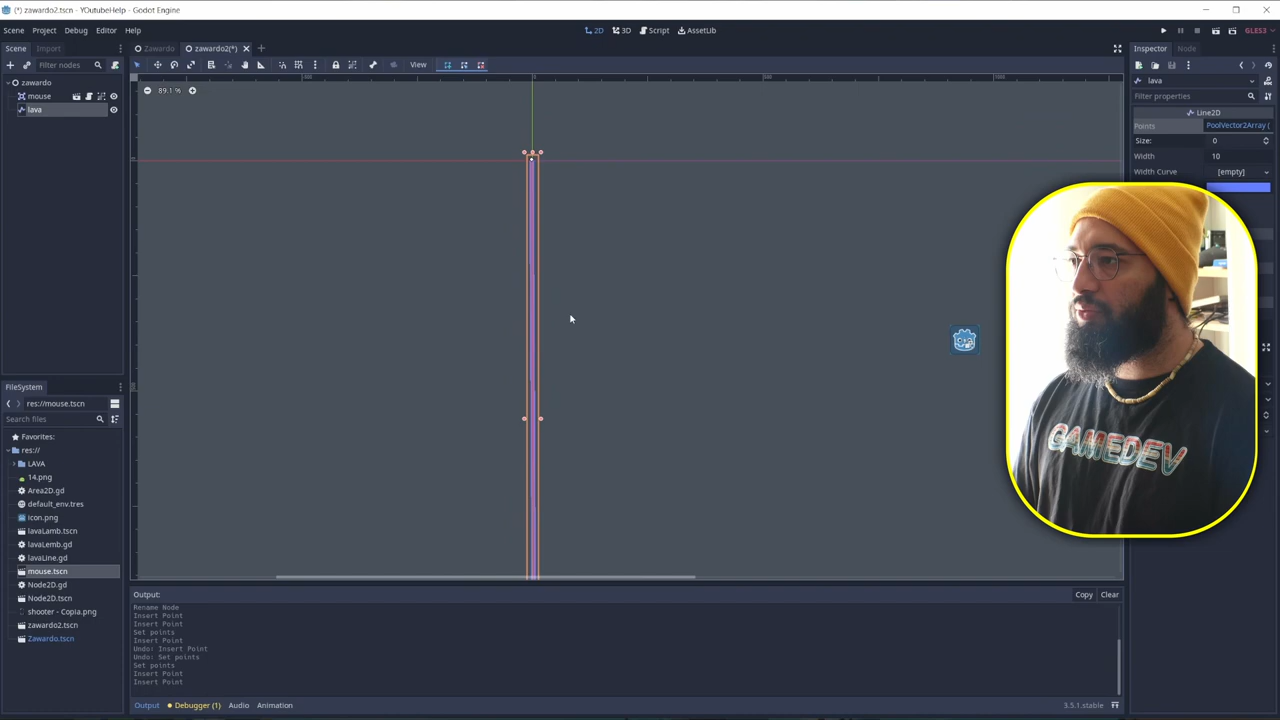 (*) zawardo2.tscn - YOutubeHelp - Godot Engine
Scene Project Debug Editor Help
2D 3D Script AssetLib
GLES3
Scene Import
Filter nodes
zawardo
mouse
lava
Zawardo zawardo2(*)
View
89.1 %
0
500
1000
Inspector Node
lava
Filter properties
Line2D
Points PoolVector2Array (
Size: 0
Width 10
Width Curve [empty]
GAMEDEV
FileSystem
res://mouse.tscn
Search files
Favorites:
res://
LAVA
14.png
Area2D.gd
default_env.tres
icon.png
lavaLamb.tscn
lavaLemb.gd
lavaLine.gd
mouse.tscn
Node2D.gd
Node2D.tscn
shooter - Copia.png
zawardo2.tscn
Zawardo.tscn
Output:
Copy Clear
Rename Node
Insert Point
Insert Point
Set points
Insert Point
Undo: Insert Point
Undo: Set points
Set points
Insert Point
Insert Point
Output Debugger (1) Audio Animation
3.5.1.stable